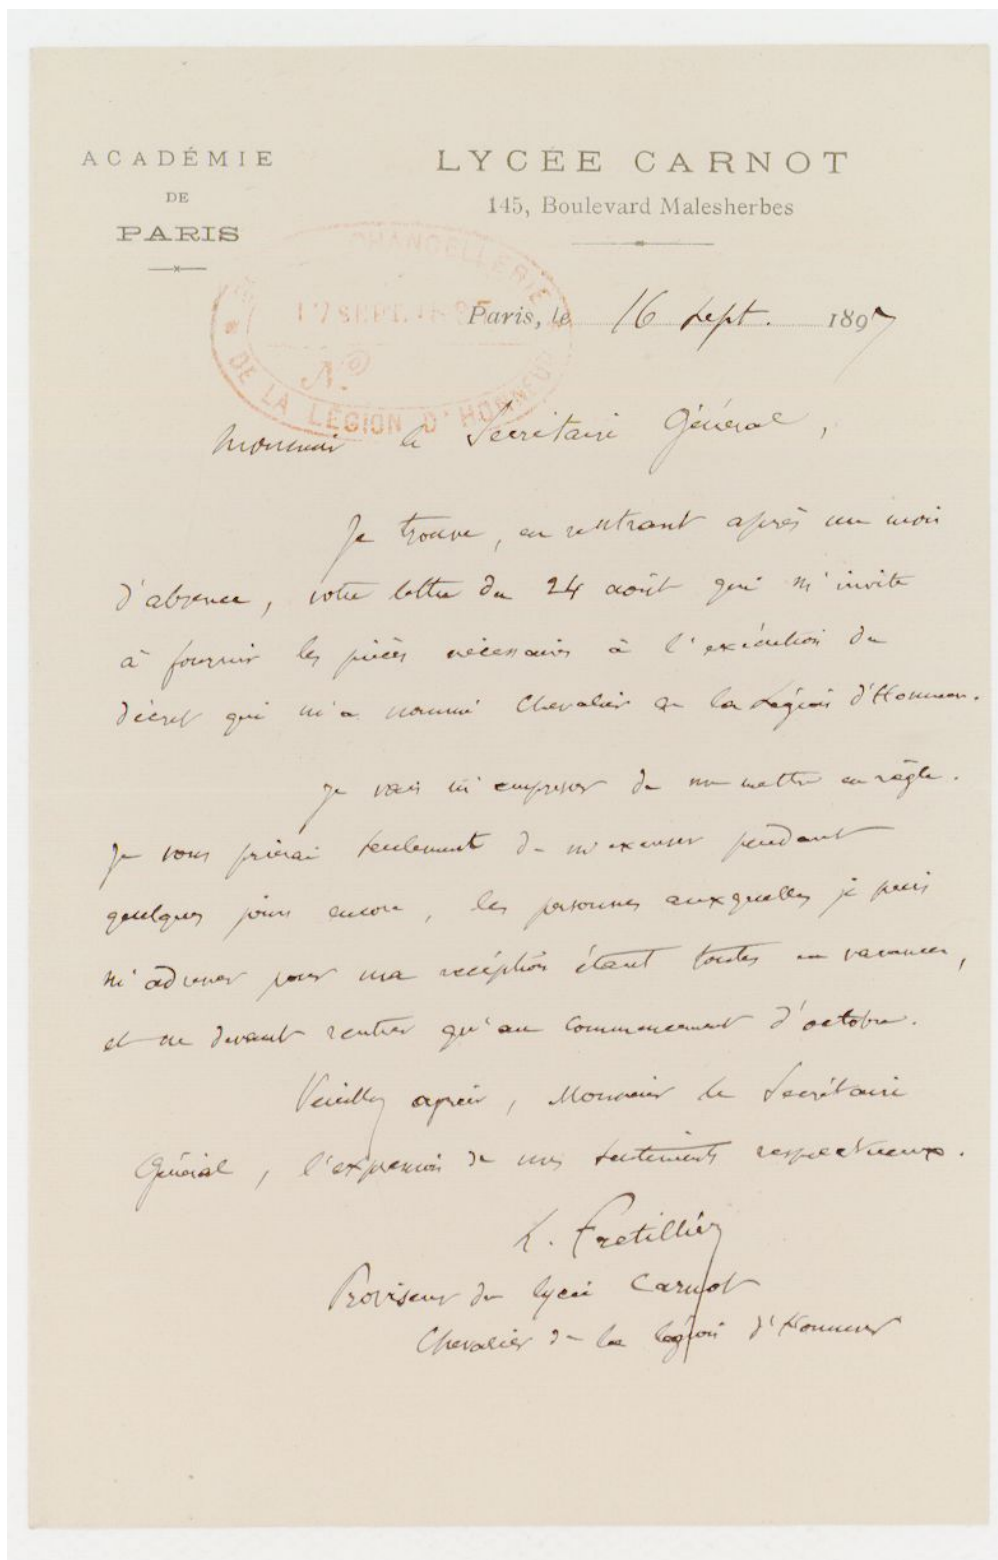 ACADÉMIE
DE
PARIS
LYCÉE CARNOT
145, Boulevard Malesherbes
CHANCELLERIE
DE LA LÉGION D'HONNEUR
17 SEPT. 1897
N°
Paris, le 16 Sept. 1897
Monsieur le Secrétaire Général,
Je trouve, en rentrant après un mois
d'absence, votre lettre du 24 août qui m'invite
à fournir les pièces nécessaires à l'exécution du
décret qui m'a nommé Chevalier de la Légion d'Honneur.
Je vais m'empresser de me mettre en règle.
Je vous prierai seulement de m'excuser pendant
quelques jours encore, les personnes auxquelles je puis
m'adresser pour ma réception étant toutes en vacances,
et ne devant rentrer qu'au commencement d'octobre.
Veuillez agréer, Monsieur le Secrétaire
Général, l'expression de mes sentiments respectueux.
L. Fretillier
Proviseur du lycée Carnot
Chevalier de la légion d'Honneur